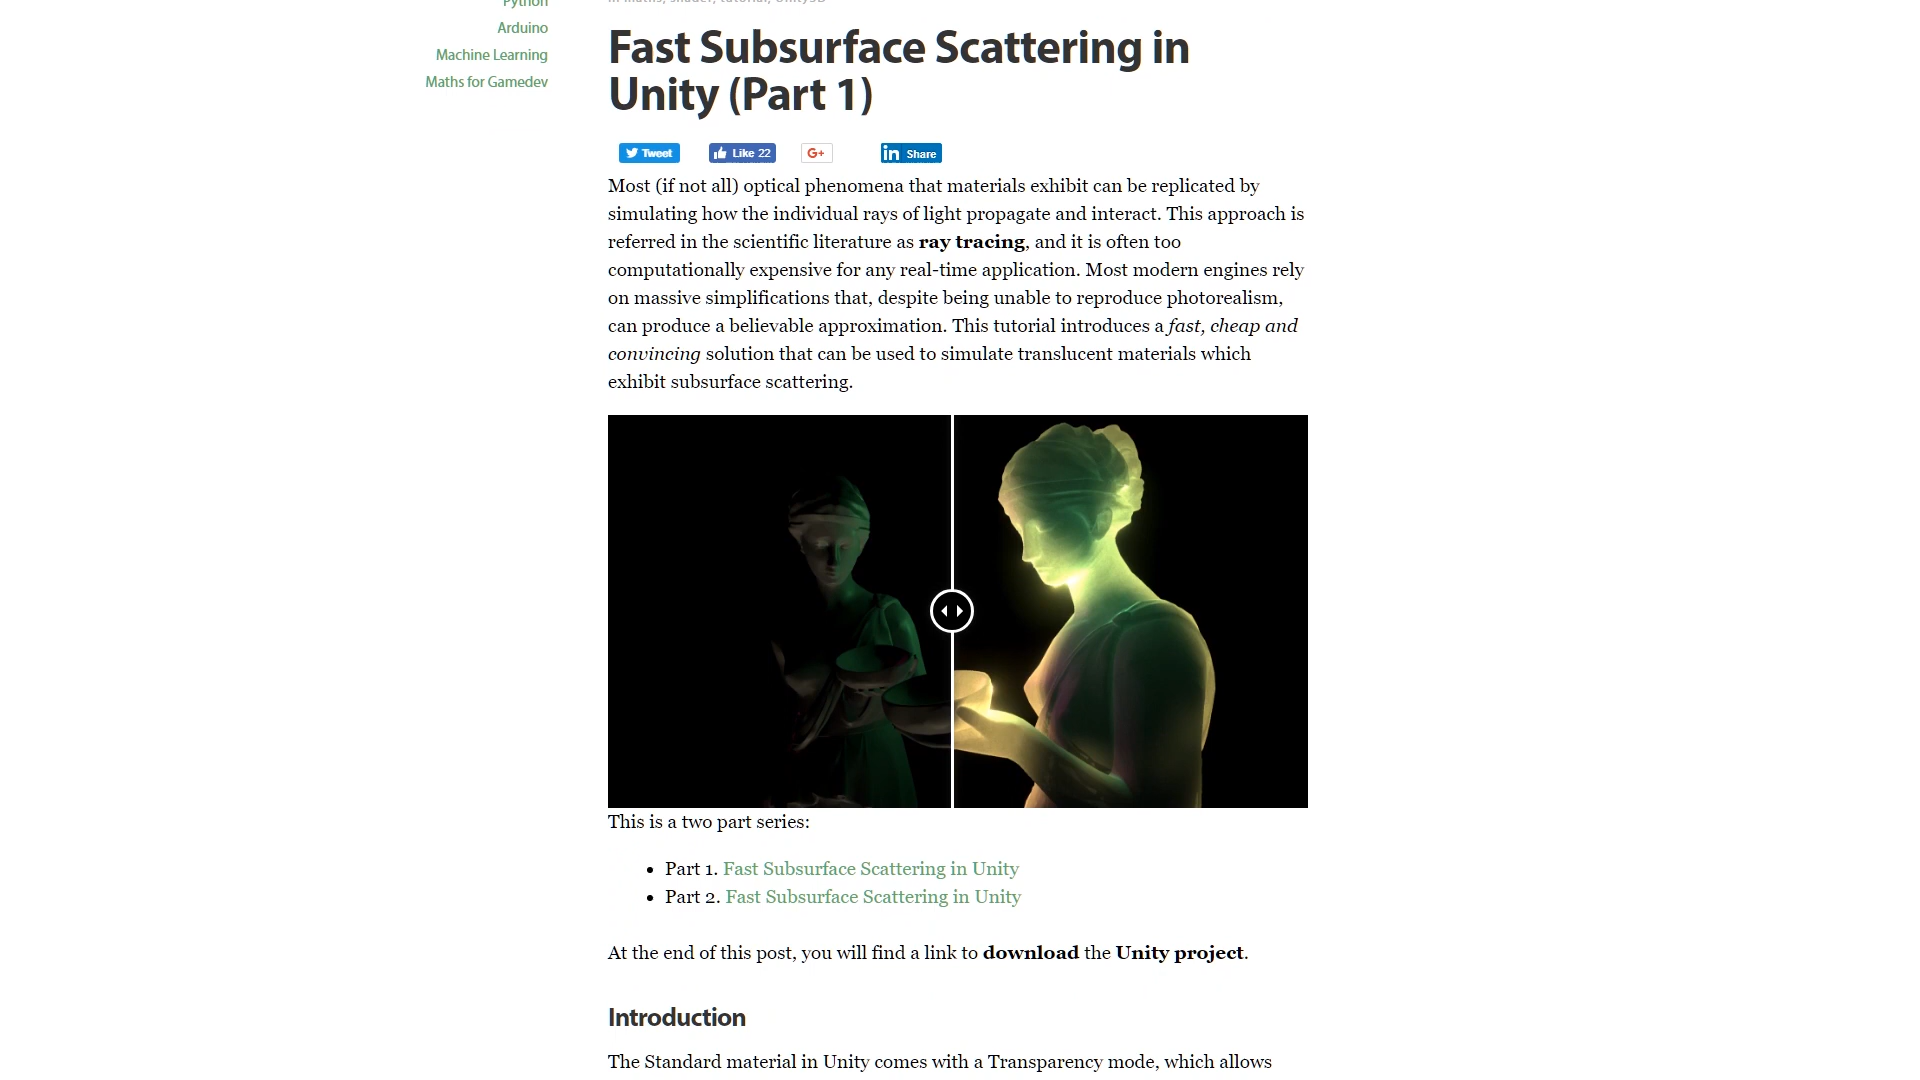 Python
in maths, shader, tutorial, Unity3D
Arduino
Machine Learning
Maths for Gamedev
Fast Subsurface Scattering in
Unity (Part 1)
Tweet
Like 22
G+
in Share
Most (if not all) optical phenomena that materials exhibit can be replicated by
simulating how the individual rays of light propagate and interact. This approach is
referred in the scientific literature as ray tracing, and it is often too
computationally expensive for any real-time application. Most modern engines rely
on massive simplifications that, despite being unable to reproduce photorealism,
can produce a believable approximation. This tutorial introduces a fast, cheap and
convincing solution that can be used to simulate translucent materials which
exhibit subsurface scattering.
This is a two part series:
• Part 1. Fast Subsurface Scattering in Unity
• Part 2. Fast Subsurface Scattering in Unity
At the end of this post, you will find a link to download the Unity project.
Introduction
The Standard material in Unity comes with a Transparency mode, which allows